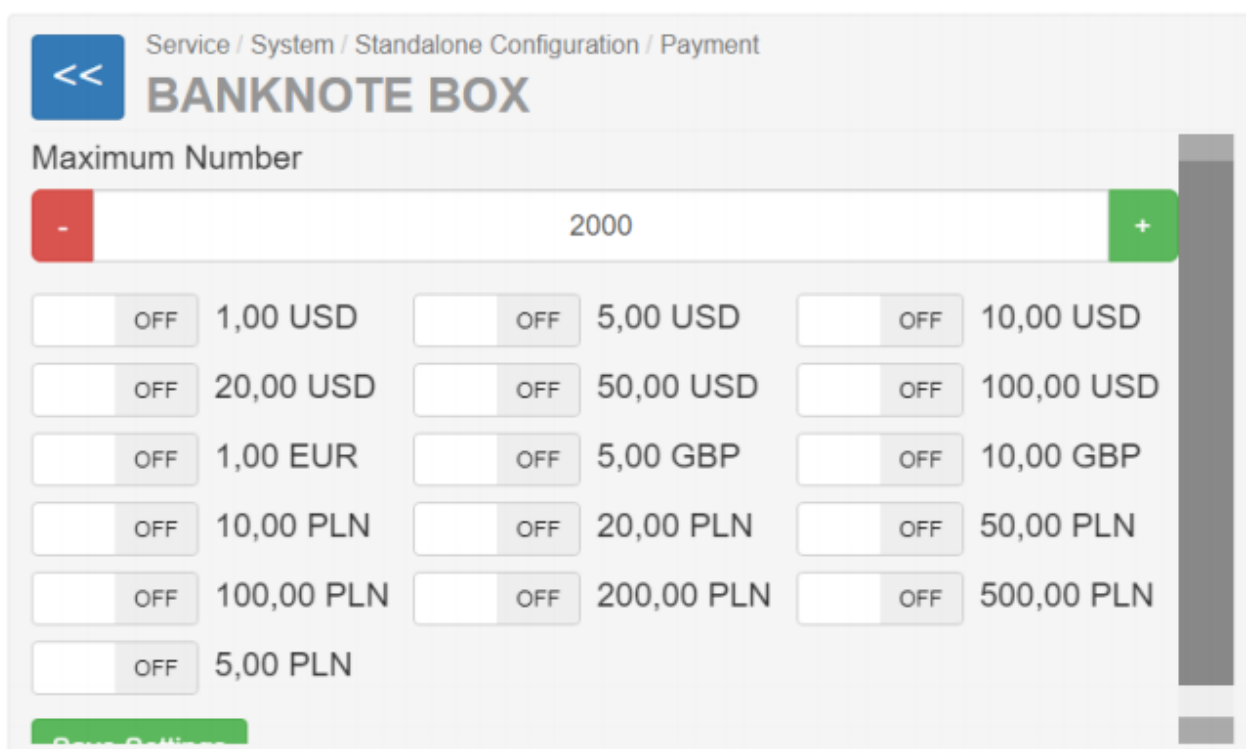 << Service / System / Standalone Configuration / Payment
BANKNOTE BOX
Maximum Number
- 2000 +
OFF 1,00 USD OFF 5,00 USD OFF 10,00 USD
OFF 20,00 USD OFF 50,00 USD OFF 100,00 USD
OFF 1,00 EUR OFF 5,00 GBP OFF 10,00 GBP
OFF 10,00 PLN OFF 20,00 PLN OFF 50,00 PLN
OFF 100,00 PLN OFF 200,00 PLN OFF 500,00 PLN
OFF 5,00 PLN
Save Settings